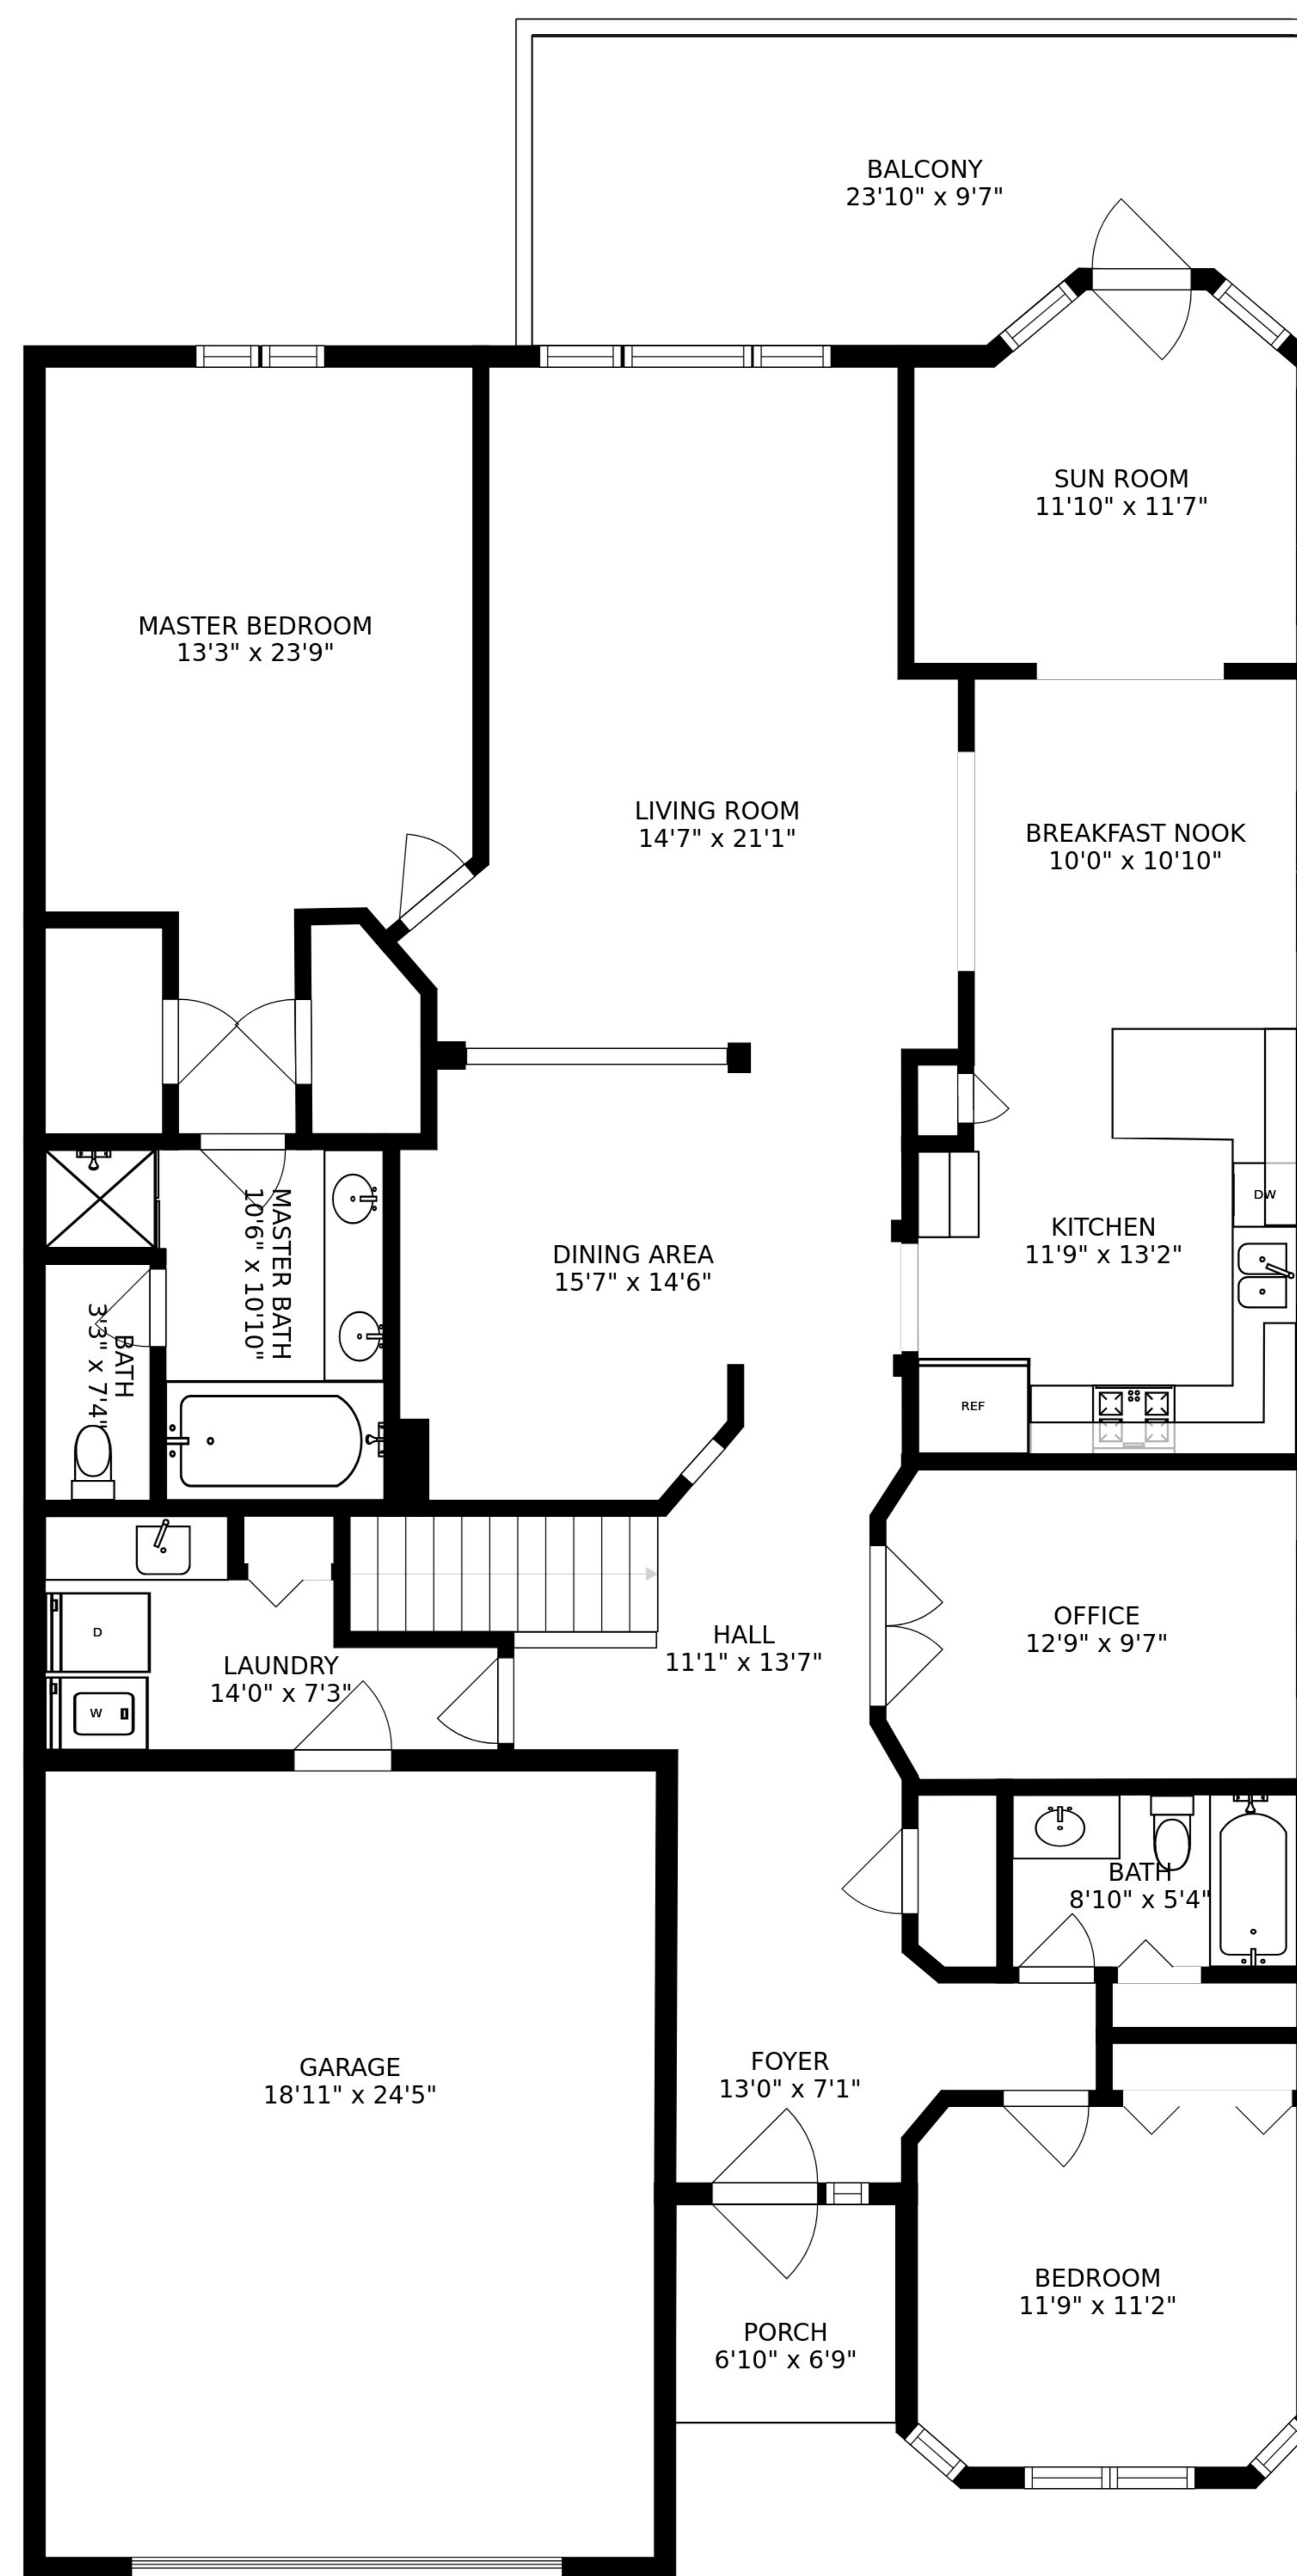 BALCONY
23'10" x 9'7"
SUN ROOM
11'10" x 11'7"
MASTER BEDROOM
13'3" x 23'9"
LIVING ROOM
14'7" x 21'1"
BREAKFAST NOOK
10'0" x 10'10"
MASTER BATH
10'6" x 10'10"
DW
KITCHEN
11'9" x 13'2"
DINING AREA
15'7" x 14'6"
BATH
3'3" x 7'4"
REF
OFFICE
12'9" x 9'7"
D
HALL
11'1" x 13'7"
LAUNDRY
14'0" x 7'3"
W
BATH
8'10" x 5'4"
FOYER
13'0" x 7'1"
GARAGE
18'11" x 24'5"
BEDROOM
11'9" x 11'2"
PORCH
6'10" x 6'9"